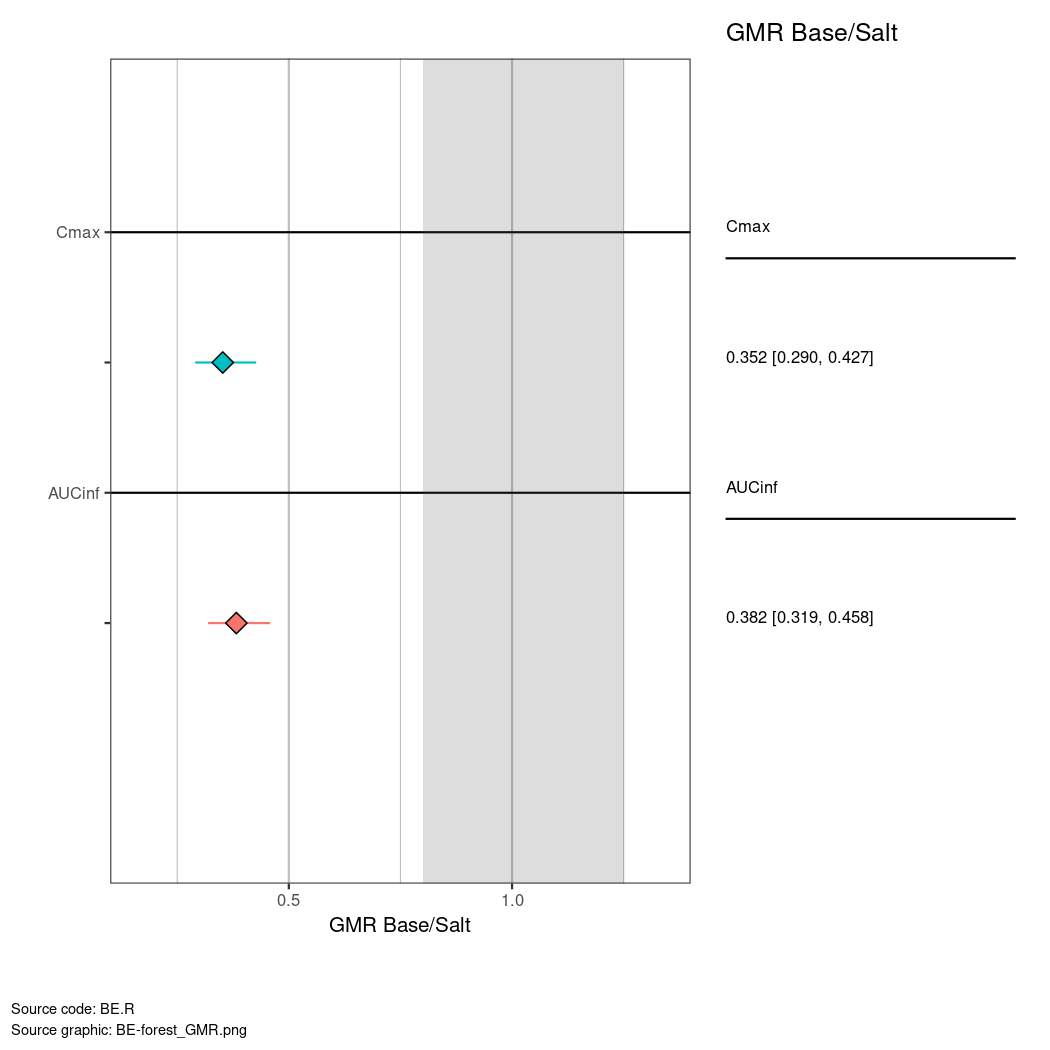 GMR Base/Salt
Cmax
Cmax
0.352 [0.290, 0.427]
AUCinf
AUCinf
0.382 [0.319, 0.458]
0.5
1.0
GMR Base/Salt
Source code: BE.R
Source graphic: BE-forest_GMR.png